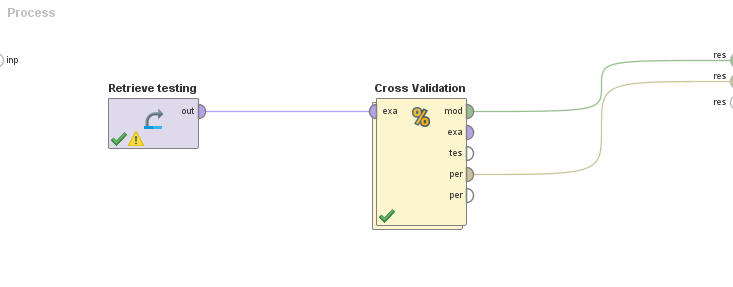 Process
inp
res
res
res
Retrieve testing
out
Cross Validation
exa
%
mod
exa
tes
per
per